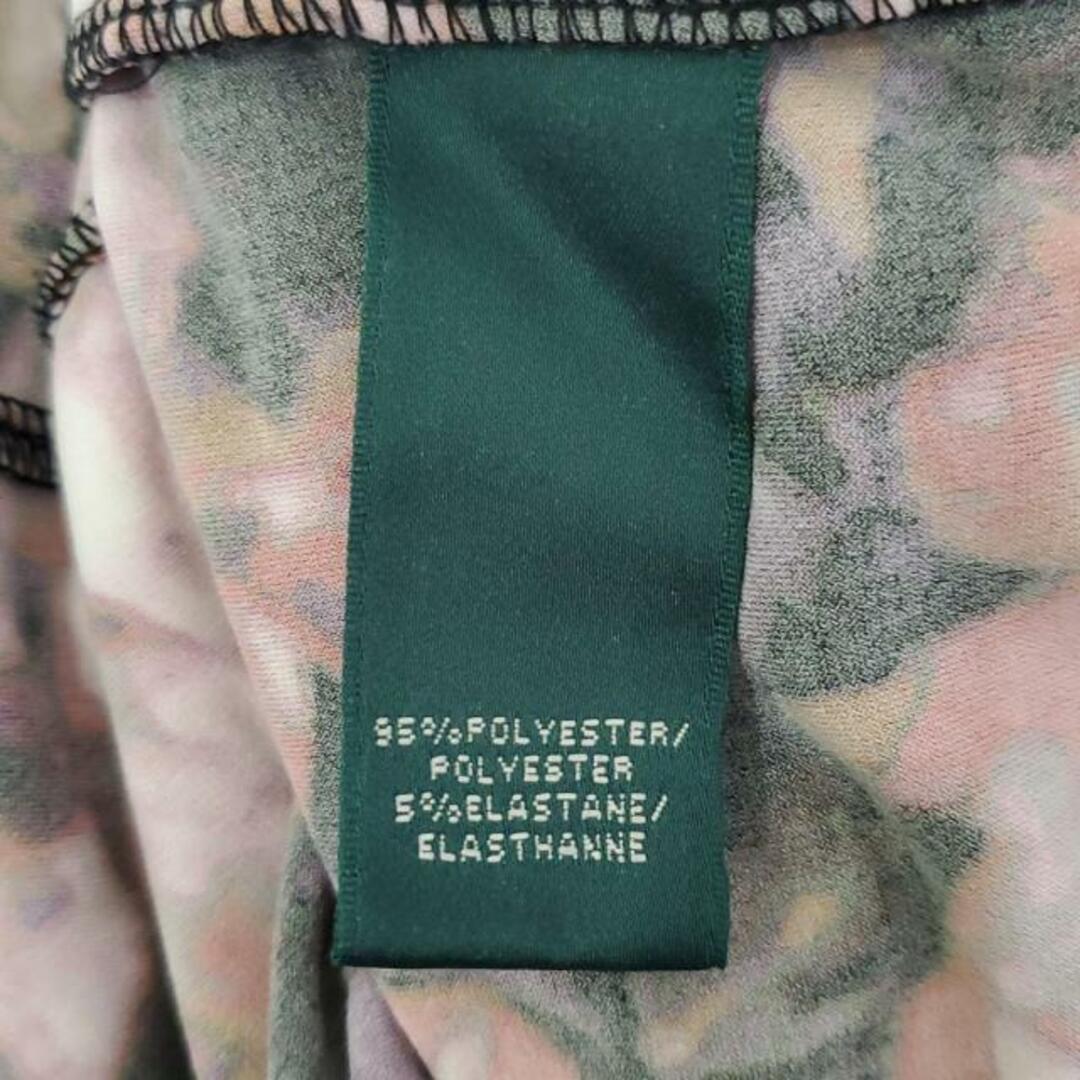 95%POLYESTER/
POLYESTER
5%ELASTANE/
ELASTHANNE